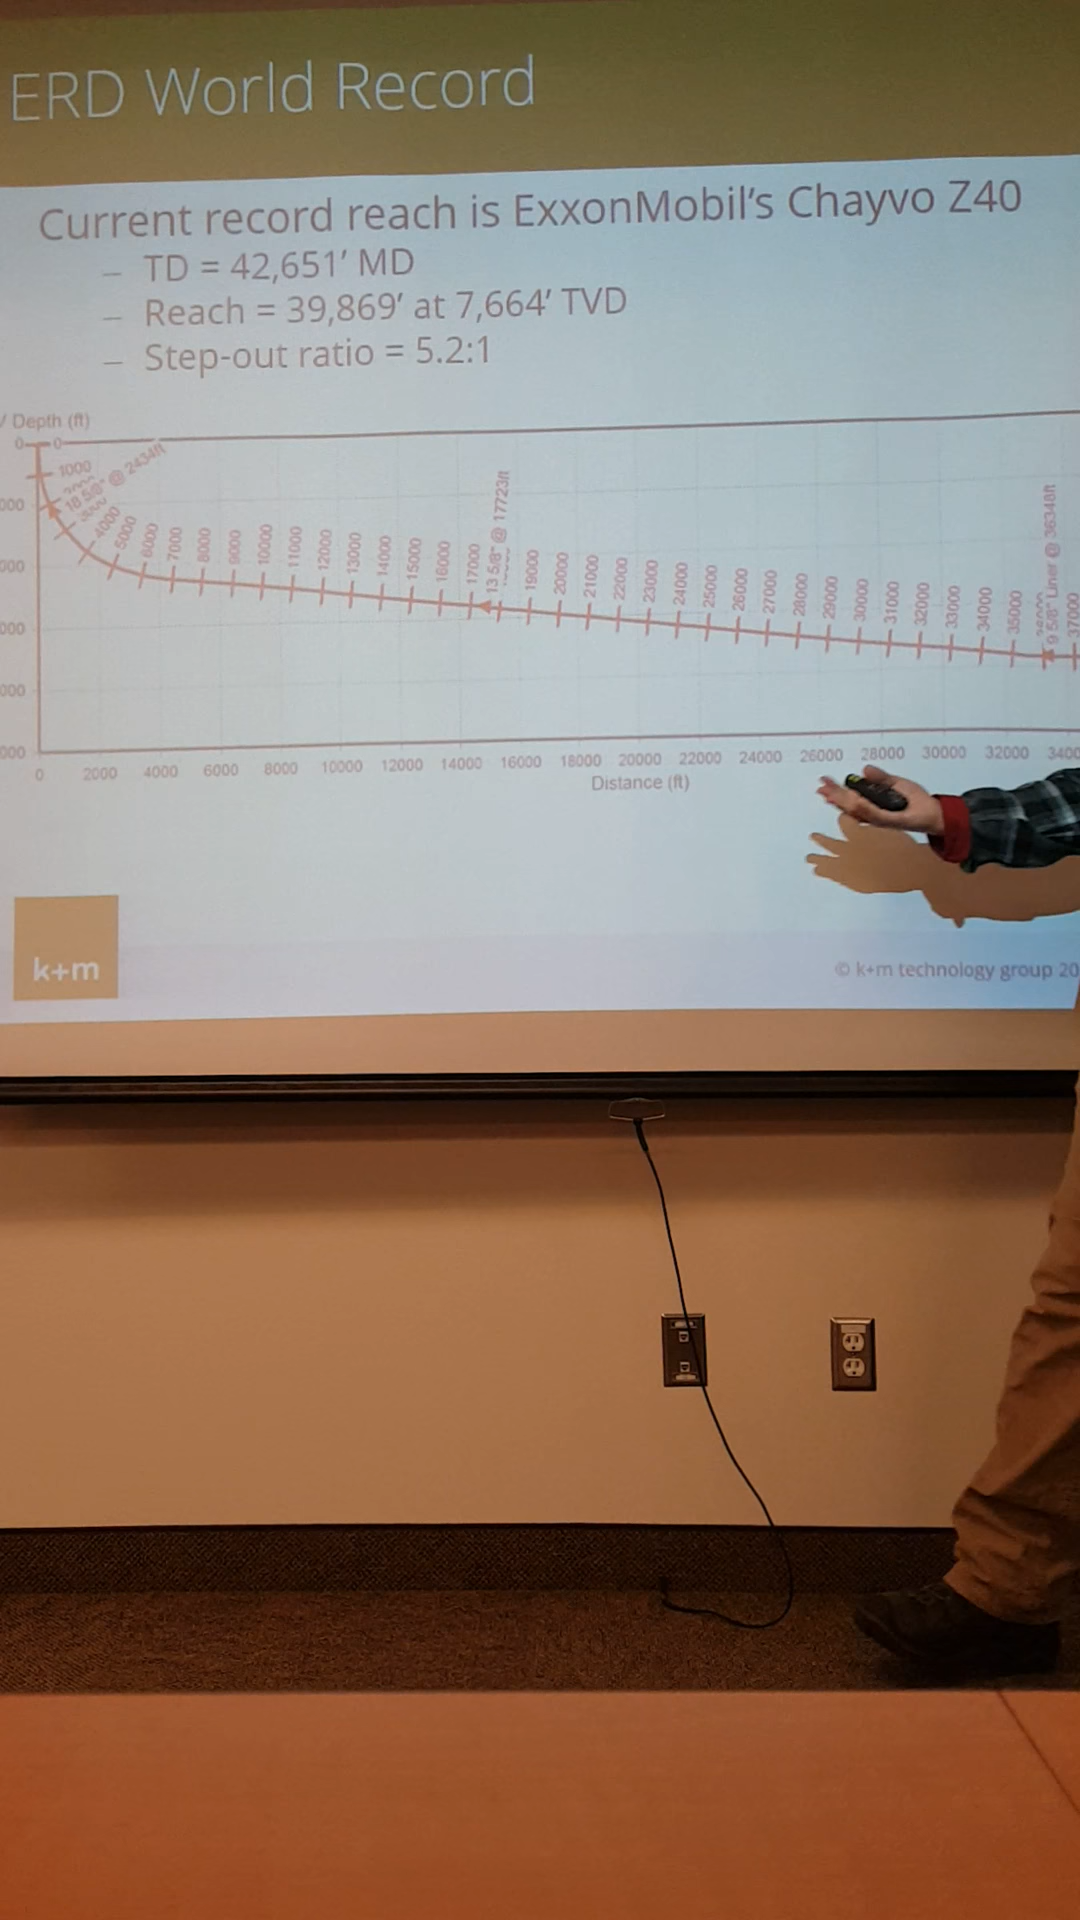 ERD World Record
Current record reach is ExxonMobil's Chayvo Z40
– TD = 42,651' MD
– Reach = 39,869' at 7,664' TVD
– Step-out ratio = 5.2:1
Depth (ft)
0 0
1000
18 5/8" @ 2434ft
3000
4000
5000
6000
7000
8000
9000
10000
11000
12000
13000
14000
15000
16000
17000
13 5/8" @ 17723ft
19000
20000
21000
22000
23000
24000
25000
26000
27000
28000
29000
30000
31000
32000
33000
34000
35000
9 5/8" Liner @ 36348ft
37000
0 2000 4000 6000 8000 10000 12000 14000 16000 18000 20000 22000 24000 26000 28000 30000 32000
Distance (ft)
k+m
© k+m technology group 20